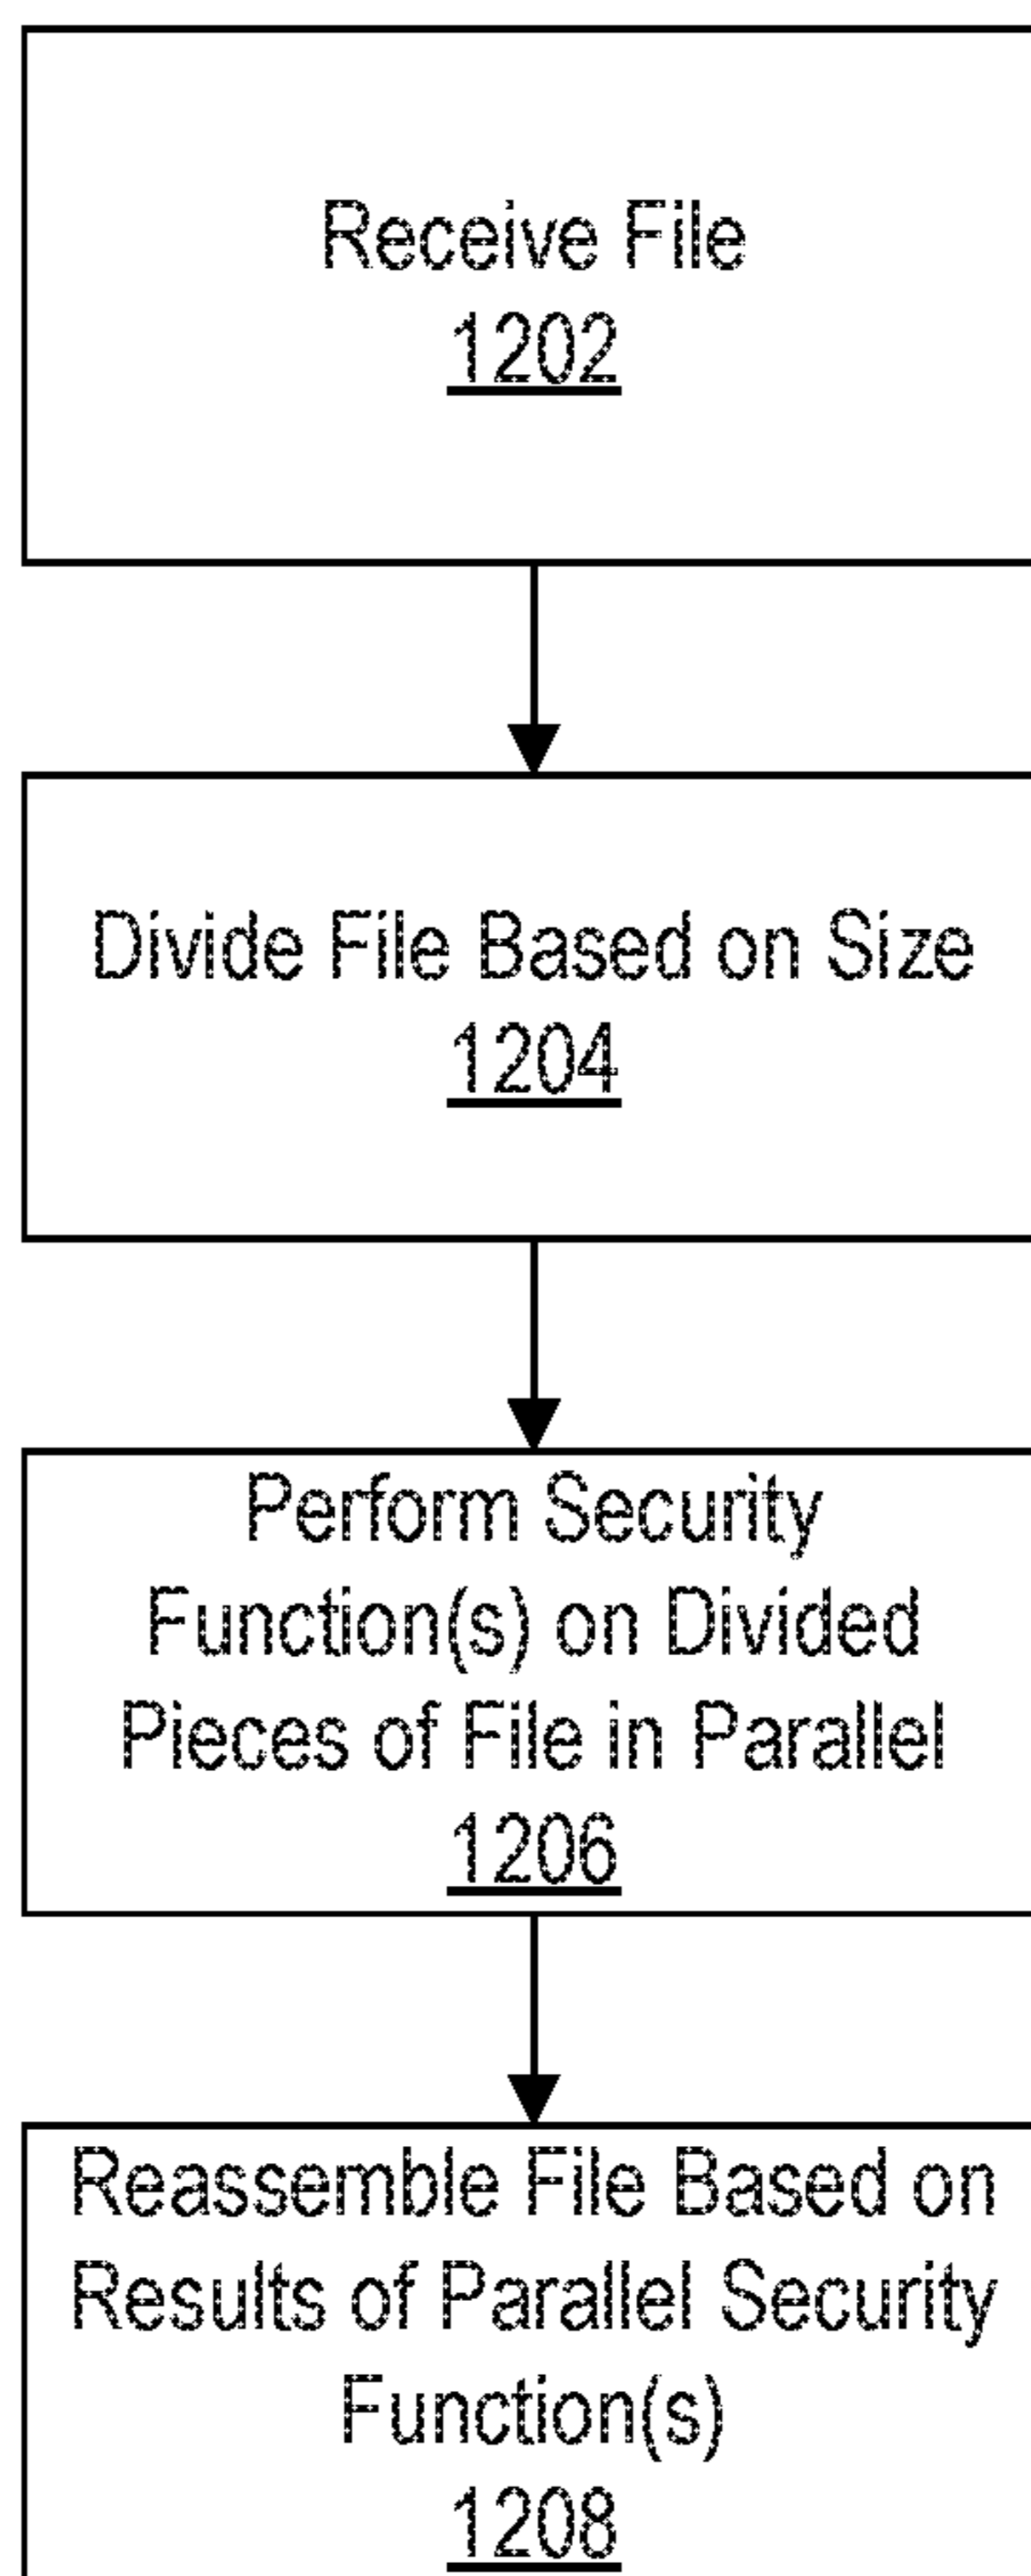 Receive File
1202
Divide File Based on Size
1204
Perform Security
Function(s) on Divided
Pieces of File in Parallel
1206
Reassemble File Based on
Results of Parallel Security
Function(s)
1208